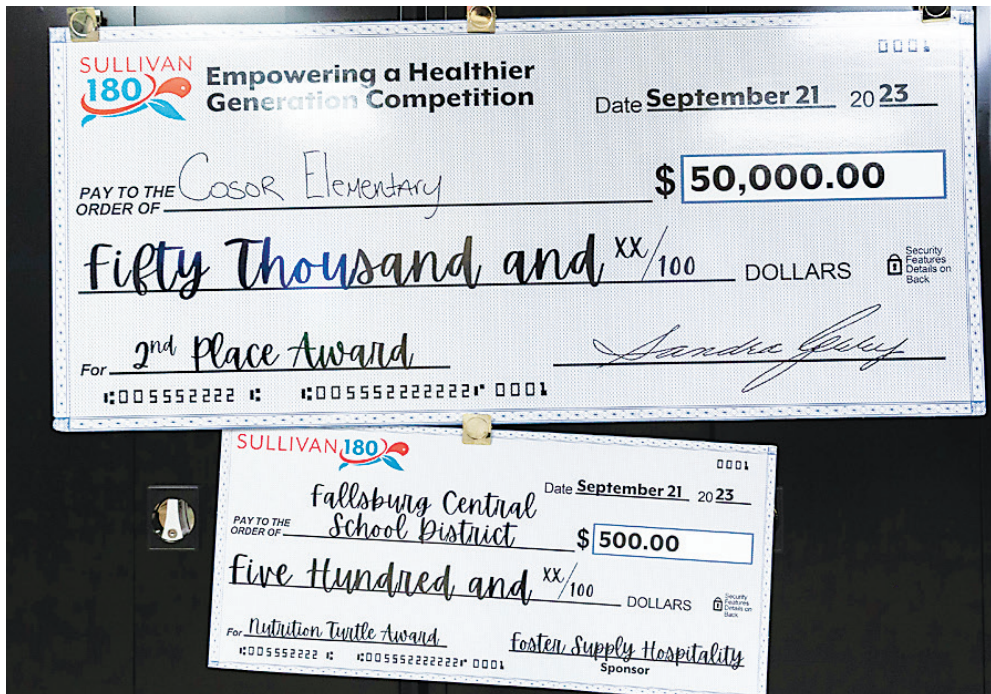 0001
SULLIVAN
180
Empowering a Healthier
Generation Competition
Date September 21 2023
PAY TO THE
ORDER OF Cosor Elementary
$ 50,000.00
Fifty Thousand and xx/100 DOLLARS
Security
Features
Details on
Back
For 2nd Place Award
⑆005552222⑆ ⑆005552222222⑈ 0001
SULLIVAN 180
0001
Date September 21 2023
PAY TO THE
ORDER OF
Fallsburg Central
School District
$ 500.00
Five Hundred and xx/100 DOLLARS
Security
Features
Details on
Back
For Nutrition Turtle Award
Foster Supply Hospitality
Sponsor
⑆005552222⑆ ⑆005552222222⑈ 0001